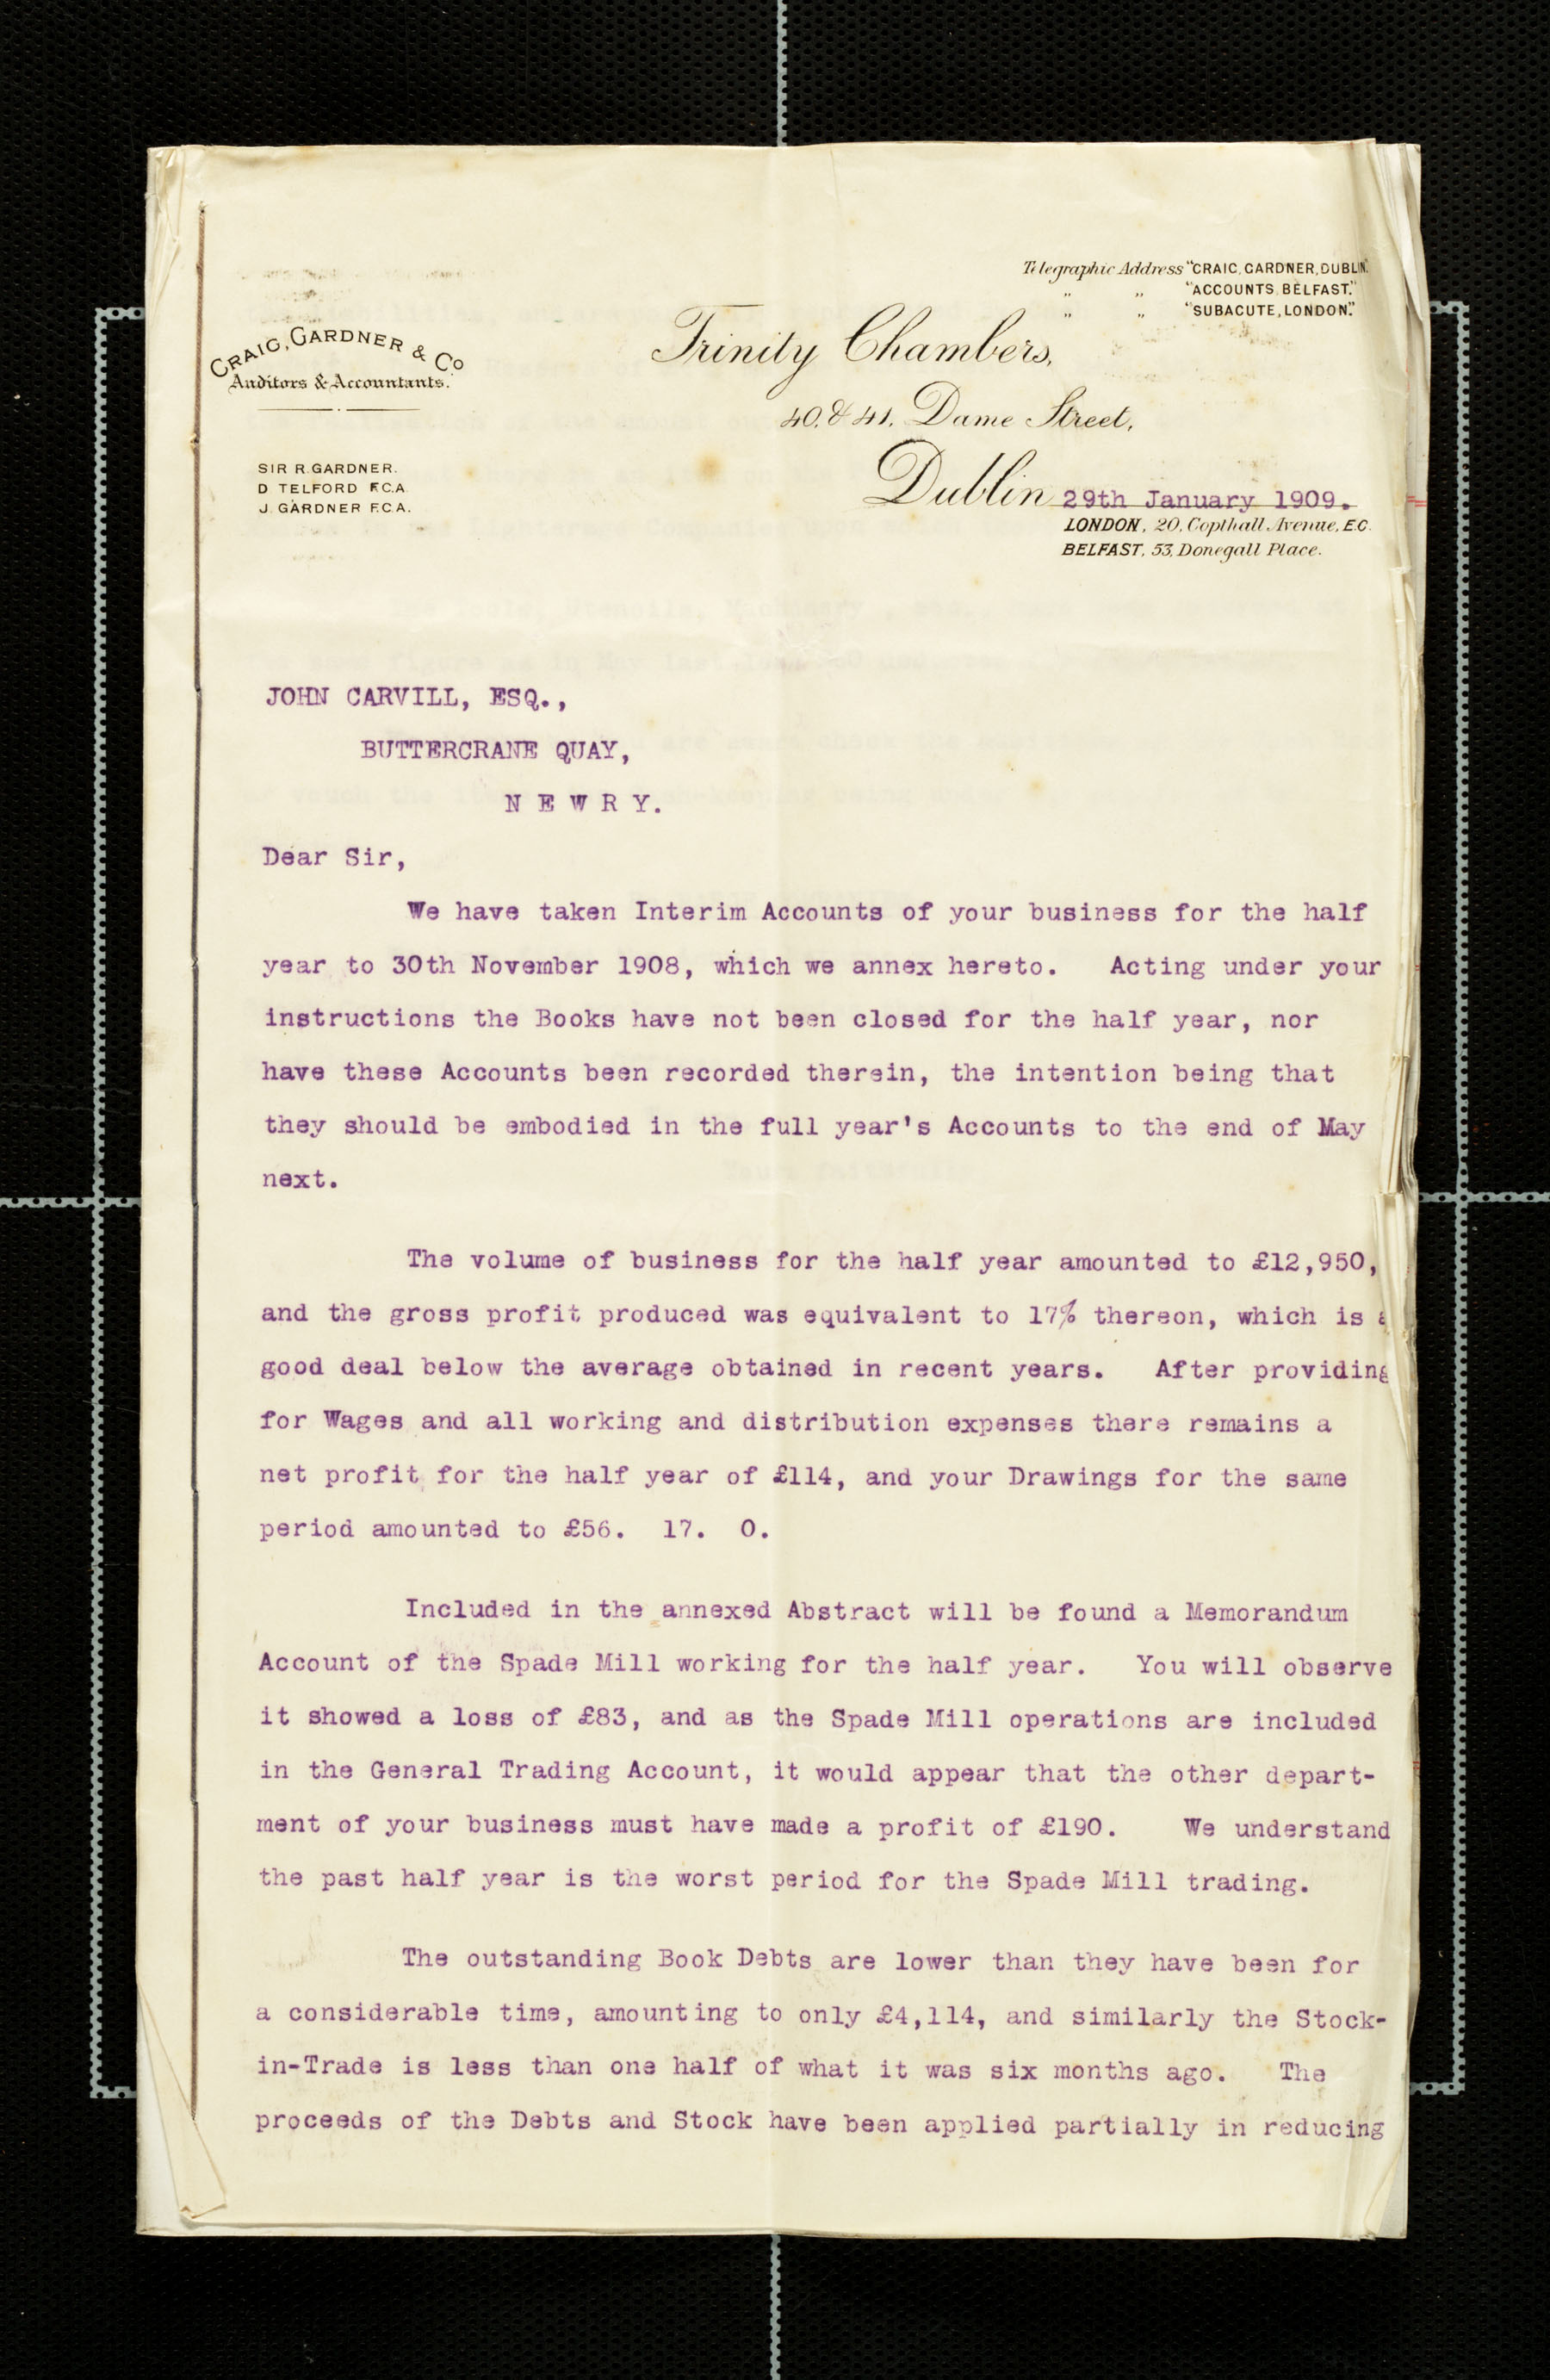 Telegraphic Address "CRAIG, GARDNER, DUBLIN."
" " "ACCOUNTS, BELFAST."
" " "SUBACUTE, LONDON."
CRAIG, GARDNER & Co.
Auditors & Accountants.
SIR R. GARDNER.
D TELFORD F.C.A.
J. GARDNER F.C.A.
Trinity Chambers,
40. & 41. Dame Street,
Dublin 29th January 1909.
LONDON, 20, Copthall Avenue, E.C.
BELFAST, 53, Donegall Place.
JOHN CARVILL, ESQ.,
BUTTERCRANE QUAY,
N E W R Y.
Dear Sir,
We have taken Interim Accounts of your business for the half
year to 30th November 1908, which we annex hereto. Acting under your
instructions the Books have not been closed for the half year, nor
have these Accounts been recorded therein, the intention being that
they should be embodied in the full year's Accounts to the end of May
next.
The volume of business for the half year amounted to £12,950,
and the gross profit produced was equivalent to 17% thereon, which is a
good deal below the average obtained in recent years. After providing
for Wages and all working and distribution expenses there remains a
net profit for the half year of £114, and your Drawings for the same
period amounted to £56. 17. 0.
Included in the annexed Abstract will be found a Memorandum
Account of the Spade Mill working for the half year. You will observe
it showed a loss of £83, and as the Spade Mill operations are included
in the General Trading Account, it would appear that the other depart-
ment of your business must have made a profit of £190. We understand
the past half year is the worst period for the Spade Mill trading.
The outstanding Book Debts are lower than they have been for
a considerable time, amounting to only £4,114, and similarly the Stock-
in-Trade is less than one half of what it was six months ago. The
proceeds of the Debts and Stock have been applied partially in reducing